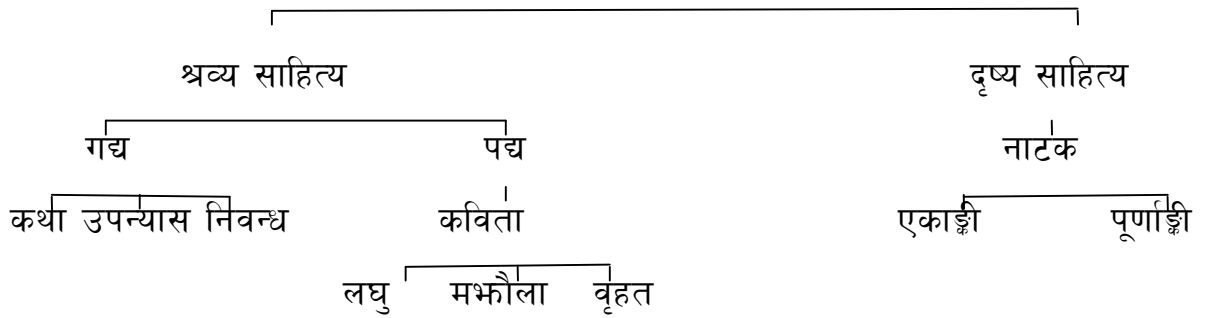 श्रव्य साहित्य दृष्य साहित्य
गद्य पद्य नाटक
कथा उपन्यास निवन्ध कविता एकाङ्की पूर्णाङ्की
लघु मझौला वृहत